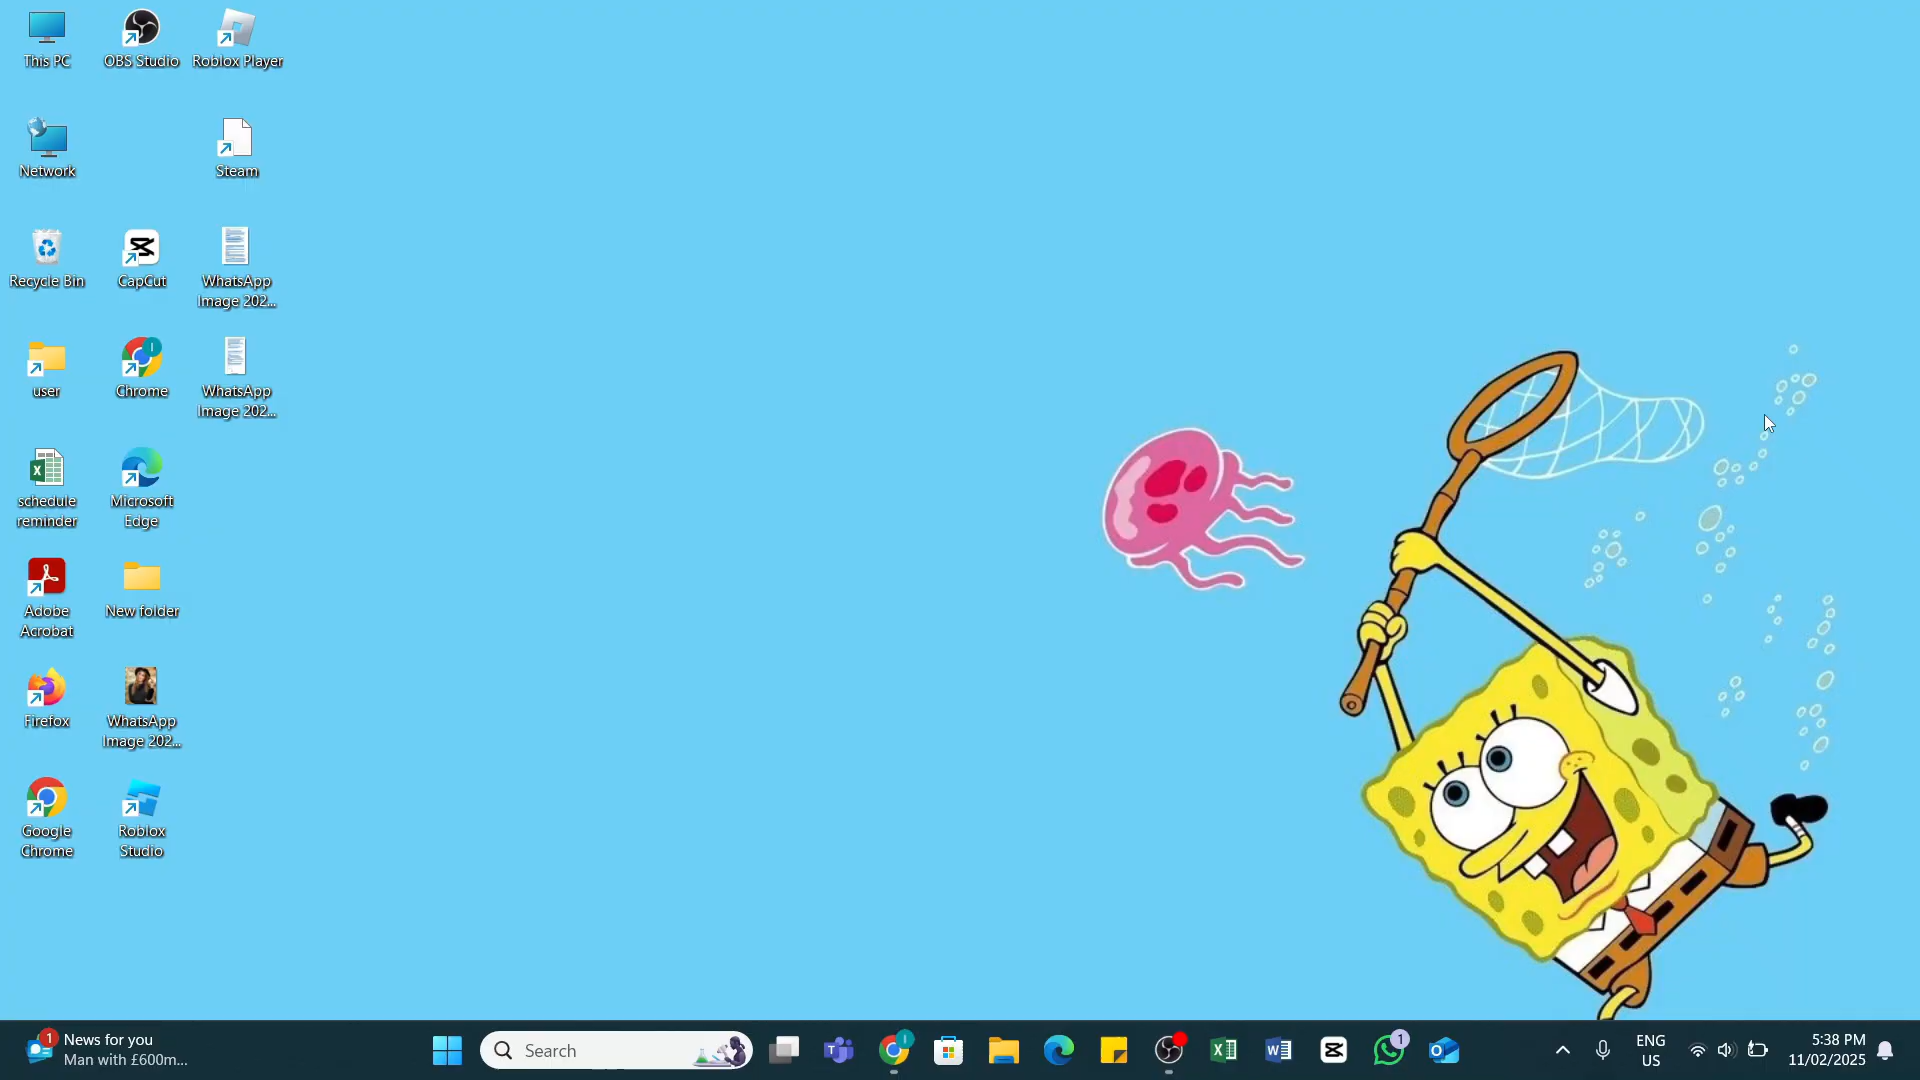 This PC
OBS Studio
Roblox Player
Network
Steam
Recycle Bin
CapCut
WhatsApp
Image 202...
user
Chrome
WhatsApp
Image 202...
schedule
reminder
Microsoft
Edge
Adobe
Acrobat
New folder
Firefox
WhatsApp
Image 202...
Google
Chrome
Roblox
Studio
1
News for you
Man with £600m...
Search
1
ENG
US
5:38 PM
11/02/2025